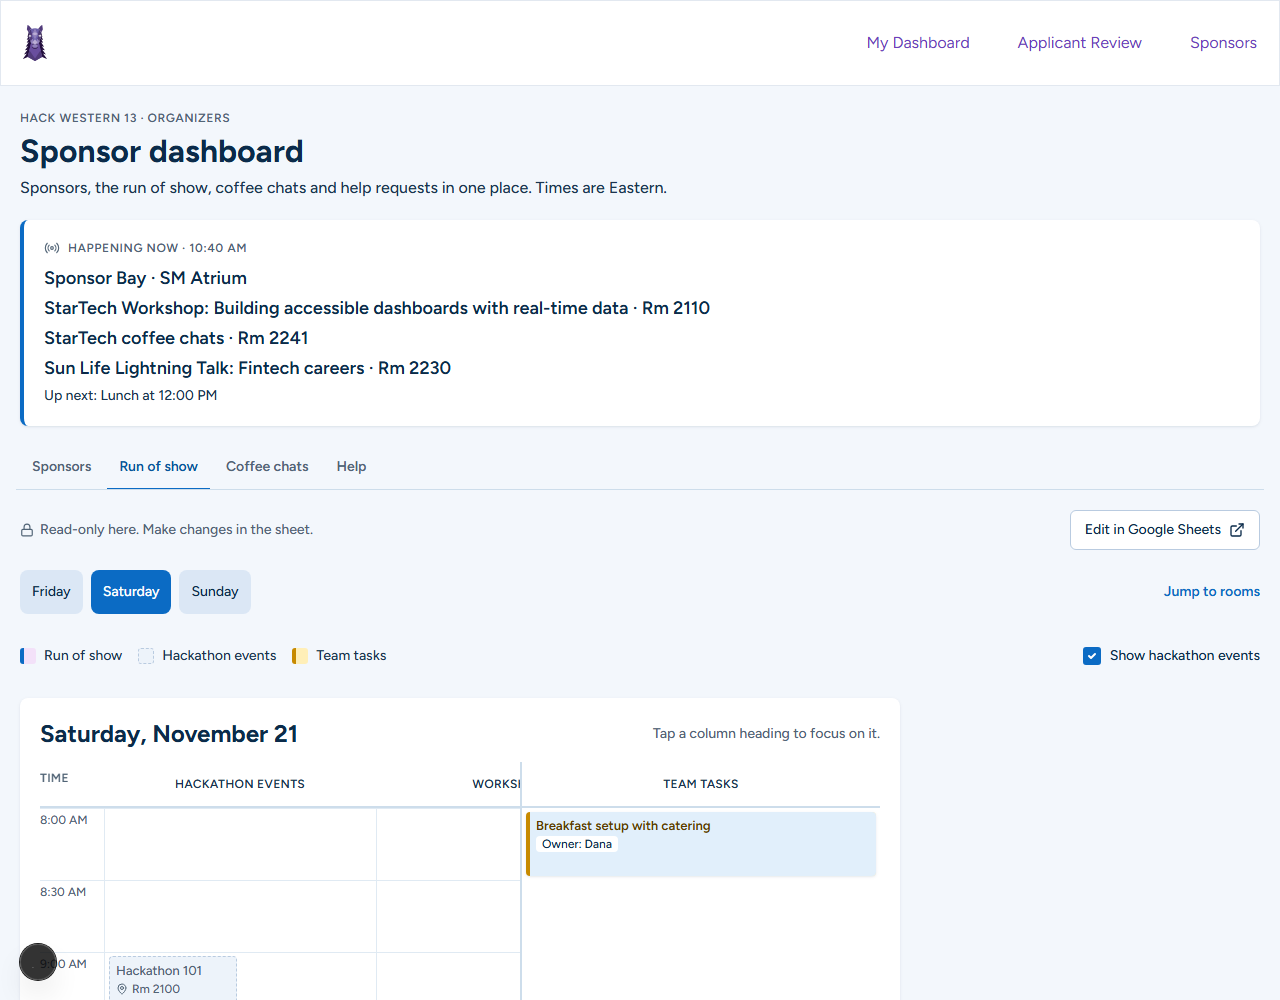 My Dashboard
Applicant Review
Sponsors
HACK WESTERN 13 · ORGANIZERS
Sponsor dashboard
Sponsors, the run of show, coffee chats and help requests in one place. Times are Eastern.
HAPPENING NOW · 10:40 AM
Sponsor Bay · SM Atrium
StarTech Workshop: Building accessible dashboards with real-time data · Rm 2110
StarTech coffee chats · Rm 2241
Sun Life Lightning Talk: Fintech careers · Rm 2230
Up next: Lunch at 12:00 PM
Sponsors
Run of show
Coffee chats
Help
Read-only here. Make changes in the sheet.
Edit in Google Sheets
Friday
Saturday
Sunday
Jump to rooms
Run of show
Hackathon events
Team tasks
Show hackathon events
Saturday, November 21
Tap a column heading to focus on it.
TIME
HACKATHON EVENTS
WORKSH
TEAM TASKS
8:00 AM
Breakfast setup with catering
Owner: Dana
8:30 AM
9:00 AM
Hackathon 101
Rm 2100